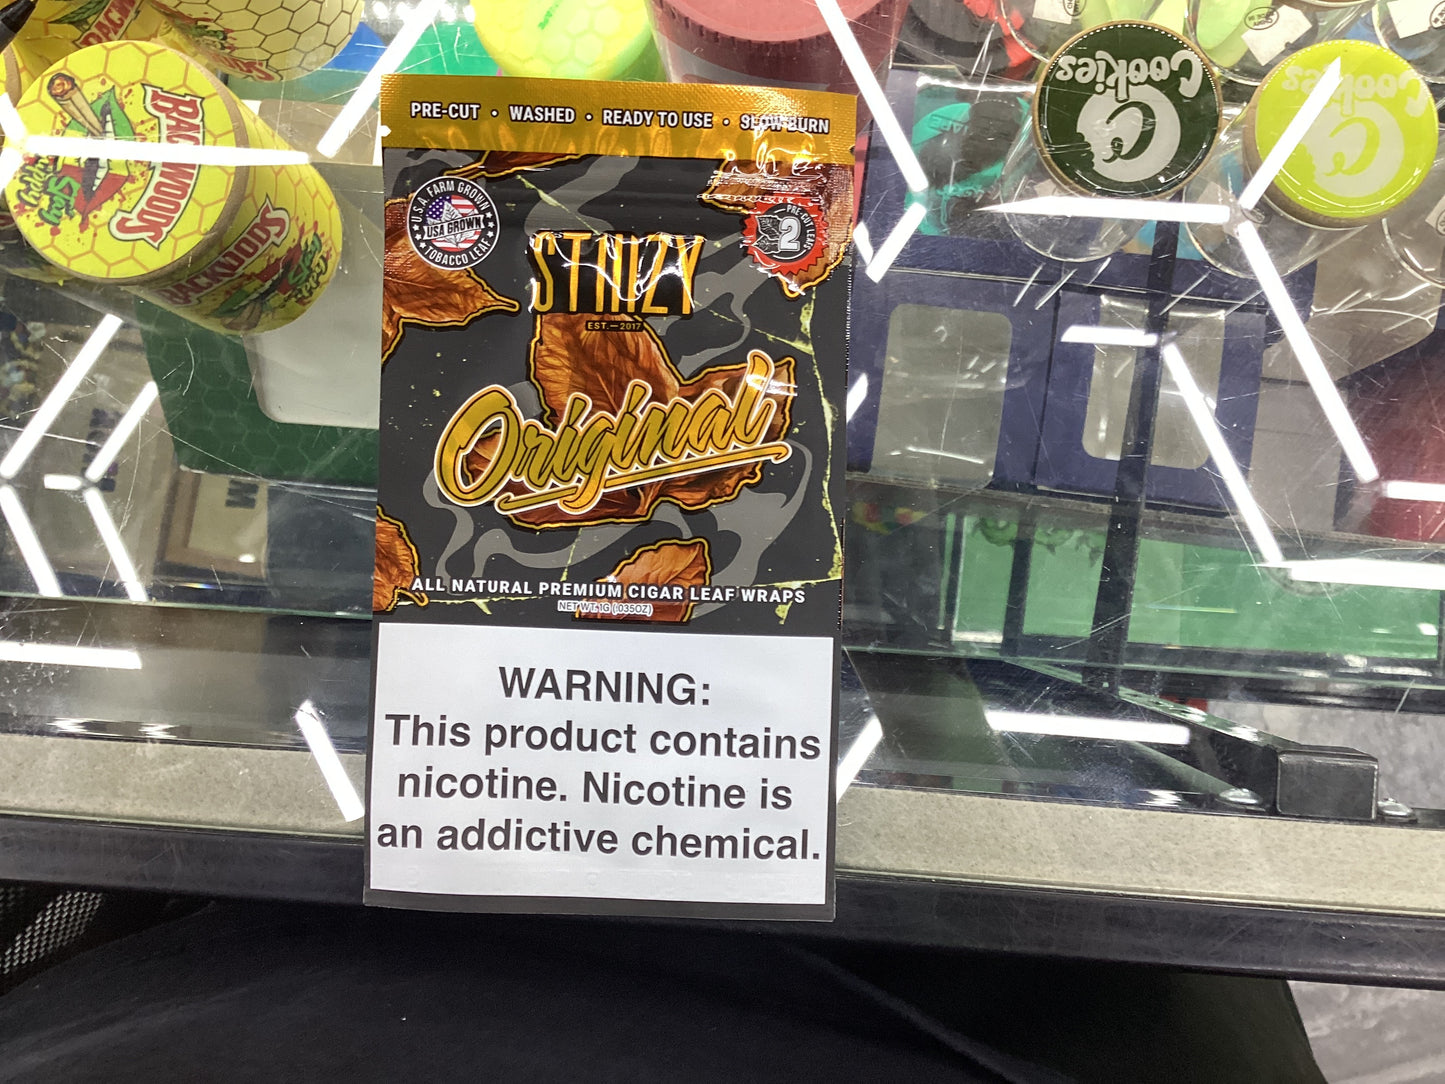 PRE-CUT • WASHED • READY TO USE • SLOW BURN
U.S.A FARM GROWN
USA GROWN
TOBACCO LEAF
PRE-CUT LEAFS
2
STIIIZY
EST.—2017
Original
ALL NATURAL PREMIUM CIGAR LEAF WRAPS
NET WT. 1G (.035OZ)
WARNING:
This product contains
nicotine. Nicotine is
an addictive chemical.
BACKWOODS
BACKWOODS
Cookies
Cookies